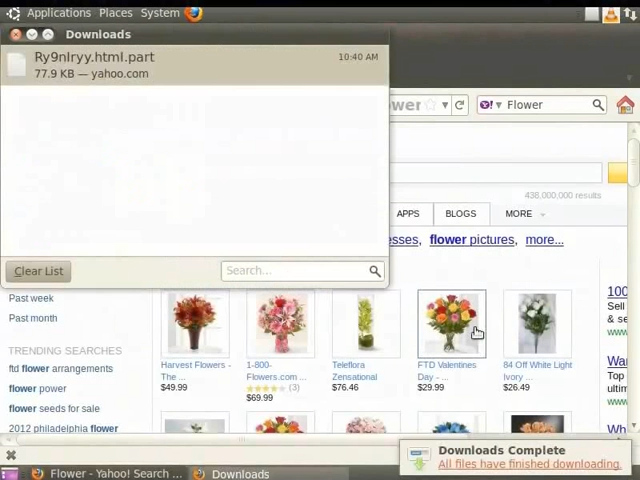 Applications Places System
Downloads
Ry9nlryy.html.part
10:40 AM
77.9 KB — yahoo.com
Clear List
Search...
Flower
438,000,000 results
APPS BLOGS MORE
flower pictures, more...
Past week
Past month
TRENDING SEARCHES
ftd flower arrangements
flower power
flower seeds for sale
2012 philadelphia flower
Harvest Flowers -
The ...
$49.99
1-800-
Flowers.com ...
(3)
$69.99
Teleflora
Zensational
$76.46
FTD Valentines
Day - ...
$29.99
84 Off White Light
Ivory ...
$26.49
100
Sell
& se
www
Wa
Top
ultim
www
Wh
Downloads Complete
All files have finished downloading.
Flower - Yahoo! Search ...
Downloads